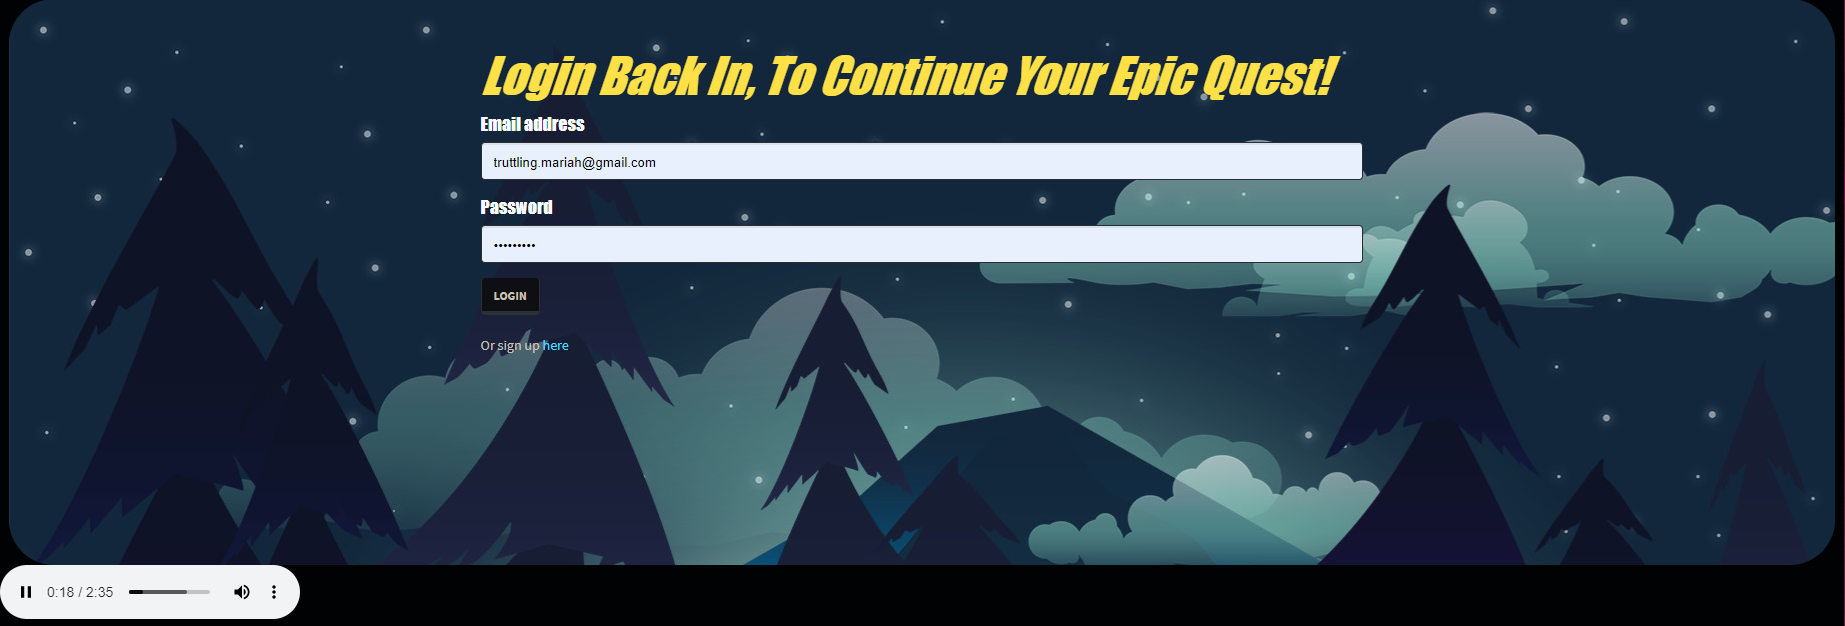 Login Back In, To Continue Your Epic Quest!
Email address
truttling.mariah@gmail.com
Password
•••••••••
LOGIN
Or sign up here
0:18 / 2:35